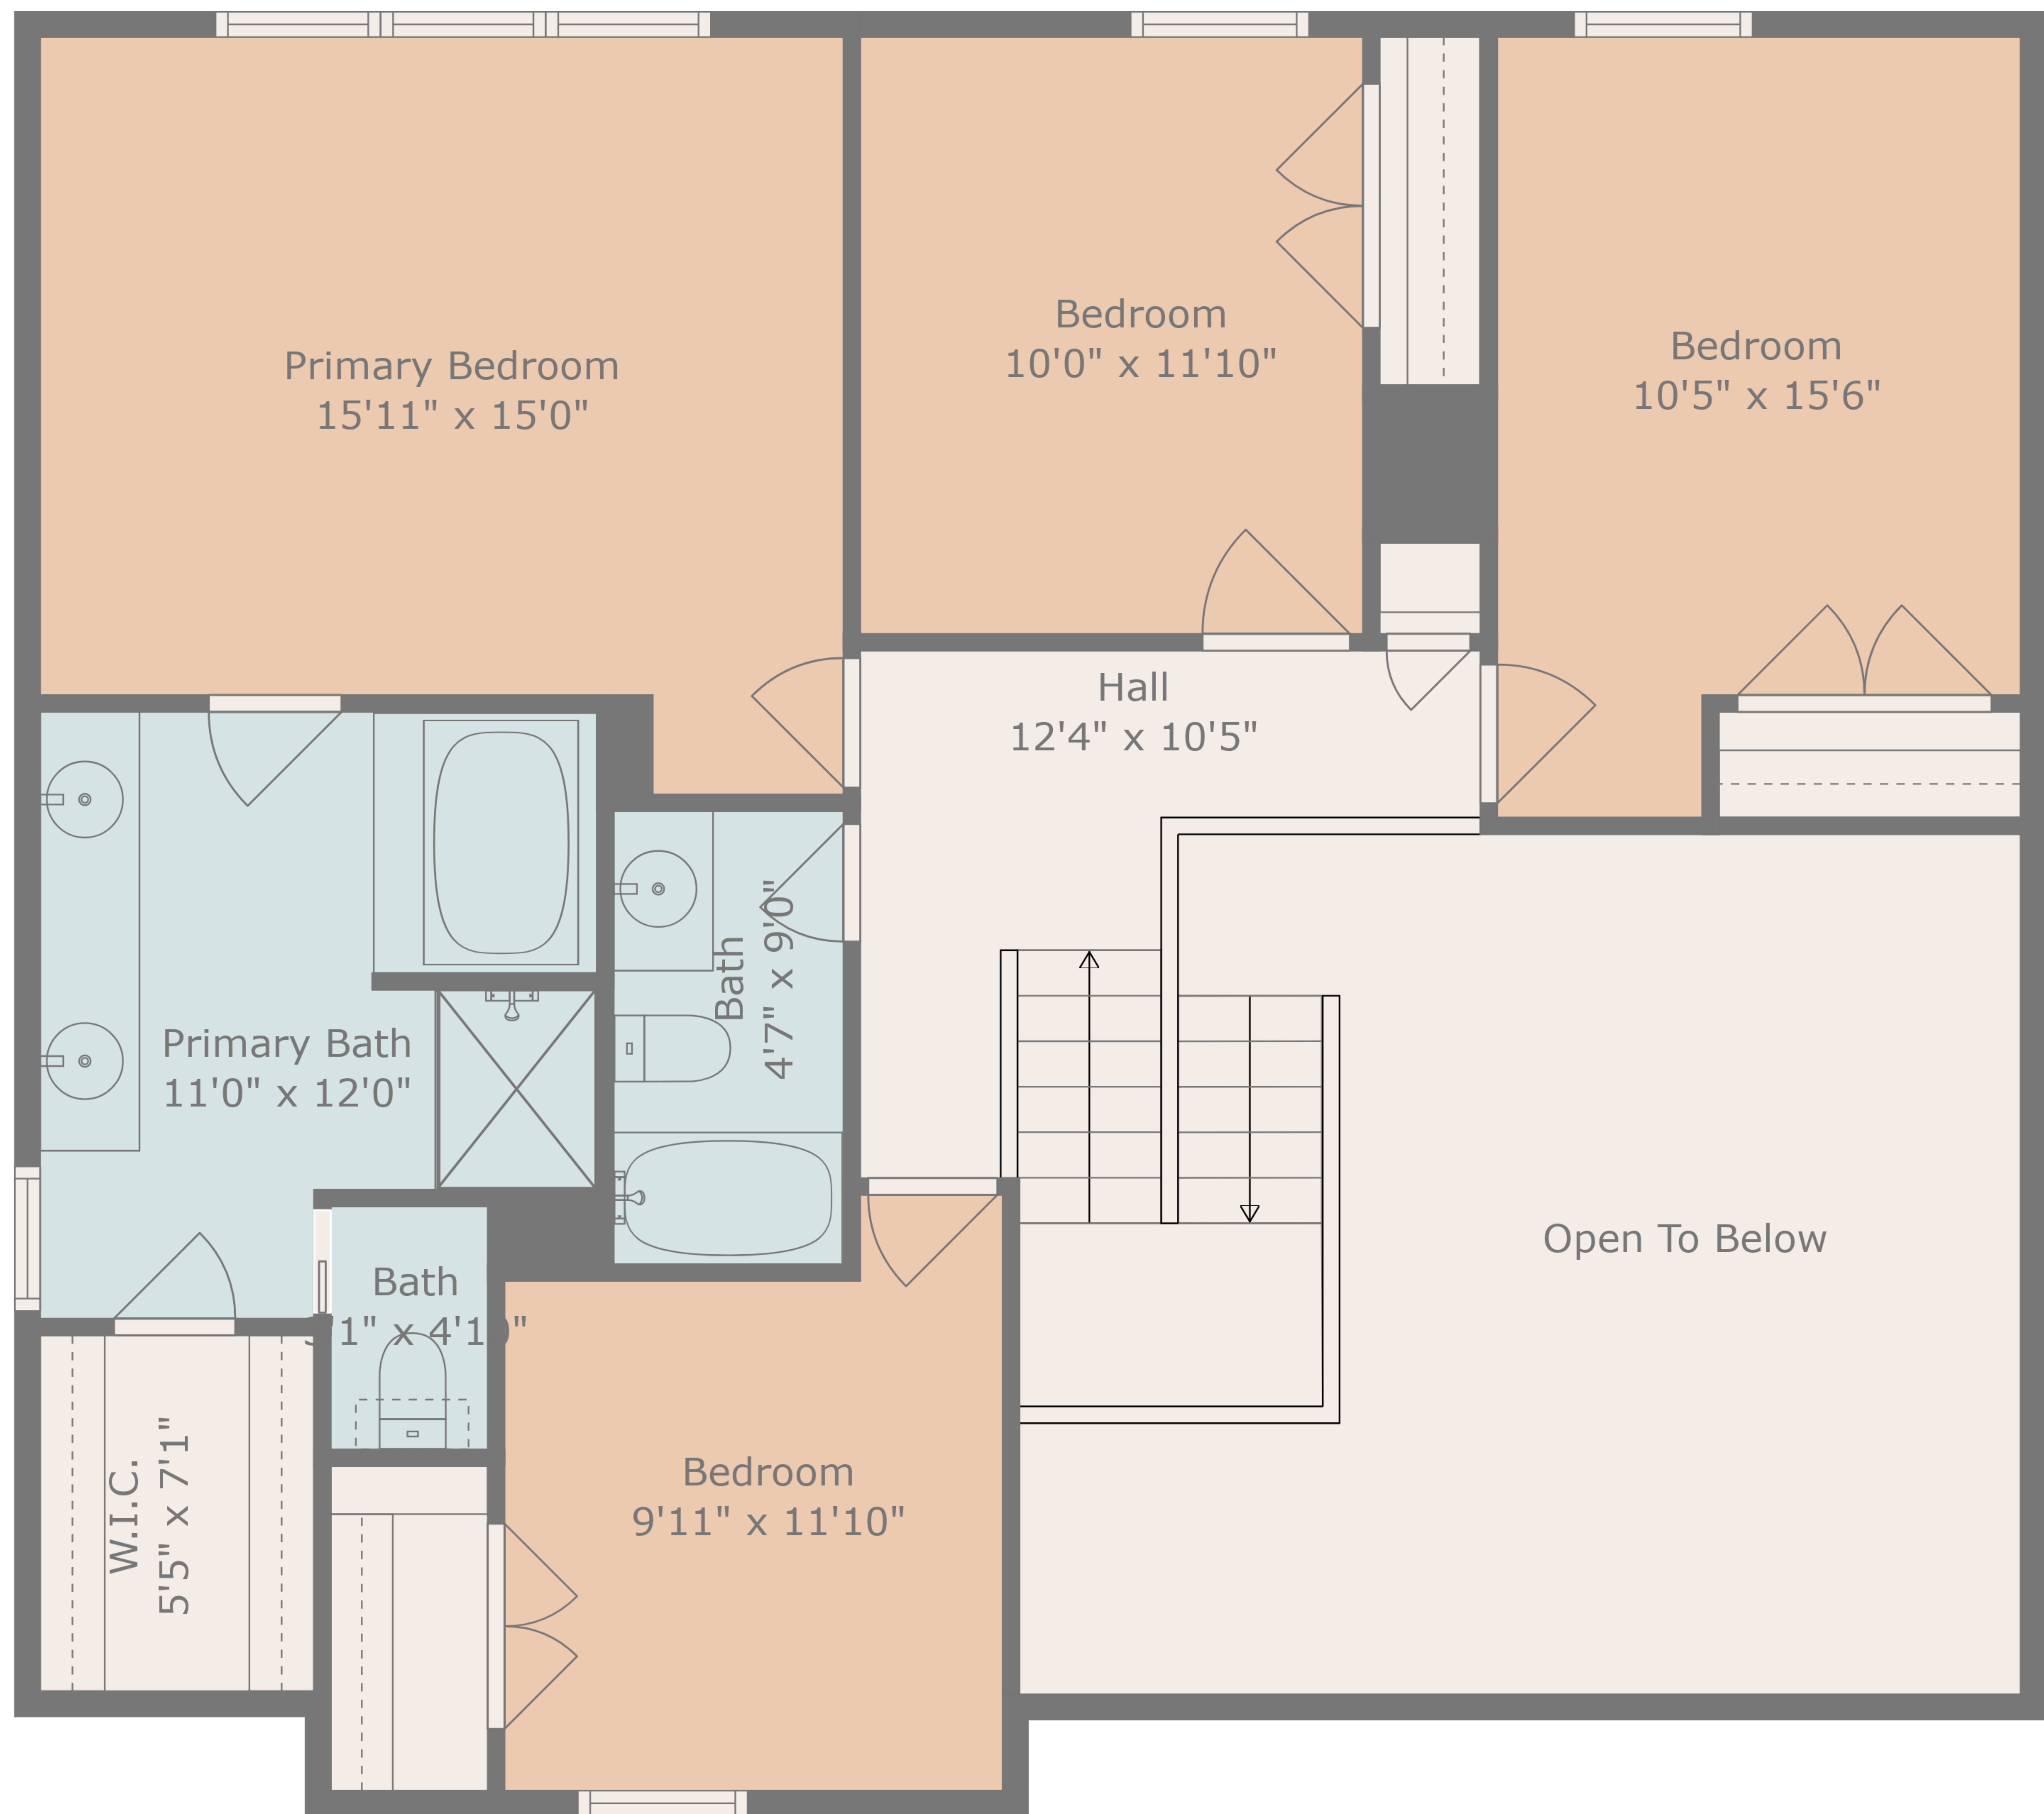 Primary Bedroom
15'11" x 15'0"
Bedroom
10'0" x 11'10"
Bedroom
10'5" x 15'6"
Hall
12'4" x 10'5"
Primary Bath
11'0" x 12'0"
Bath
4'7" x 9'0"
Open To Below
Bath
x
W.I.C.
5'5" x 7'1"
Bedroom
9'11" x 11'10"